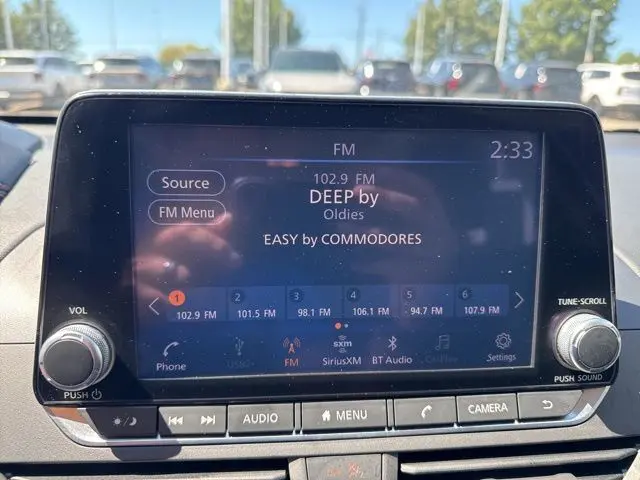 FM
2:33
Source
102.9 FM
DEEP by
FM Menu
Oldies
EASY by COMMODORES
1 2 3 4 5 6
102.9 FM 101.5 FM 98.1 FM 106.1 FM 94.7 FM 107.9 FM
VOL
TUNE-SCROLL
sxm
Phone FM SiriusXM BT Audio Settings
PUSH
PUSH SOUND
AUDIO MENU CAMERA